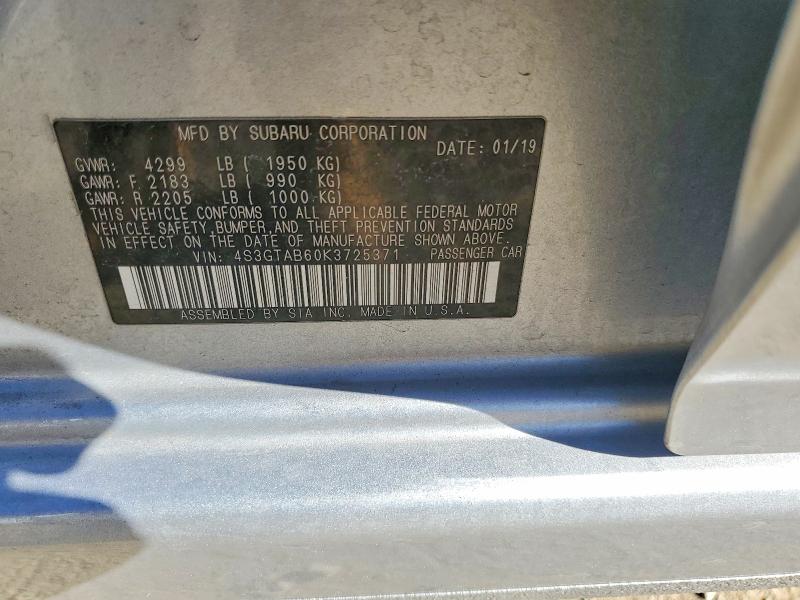 MFD BY SUBARU CORPORATION
DATE: 01/19
GVWR: 4299 LB ( 1950 KG)
GAWR: F. 2183 LB ( 990 KG)
GAWR: R 2205 LB ( 1000 KG)
THIS VEHICLE CONFORMS TO ALL APPLICABLE FEDERAL MOTOR
VEHICLE SAFETY, BUMPER, AND THEFT PREVENTION STANDARDS
IN EFFECT ON THE DATE OF MANUFACTURE SHOWN ABOVE.
VIN: 4S3GTAB60K3725371 PASSENGER CAR
ASSEMBLED BY SIA INC. MADE IN U.S.A.